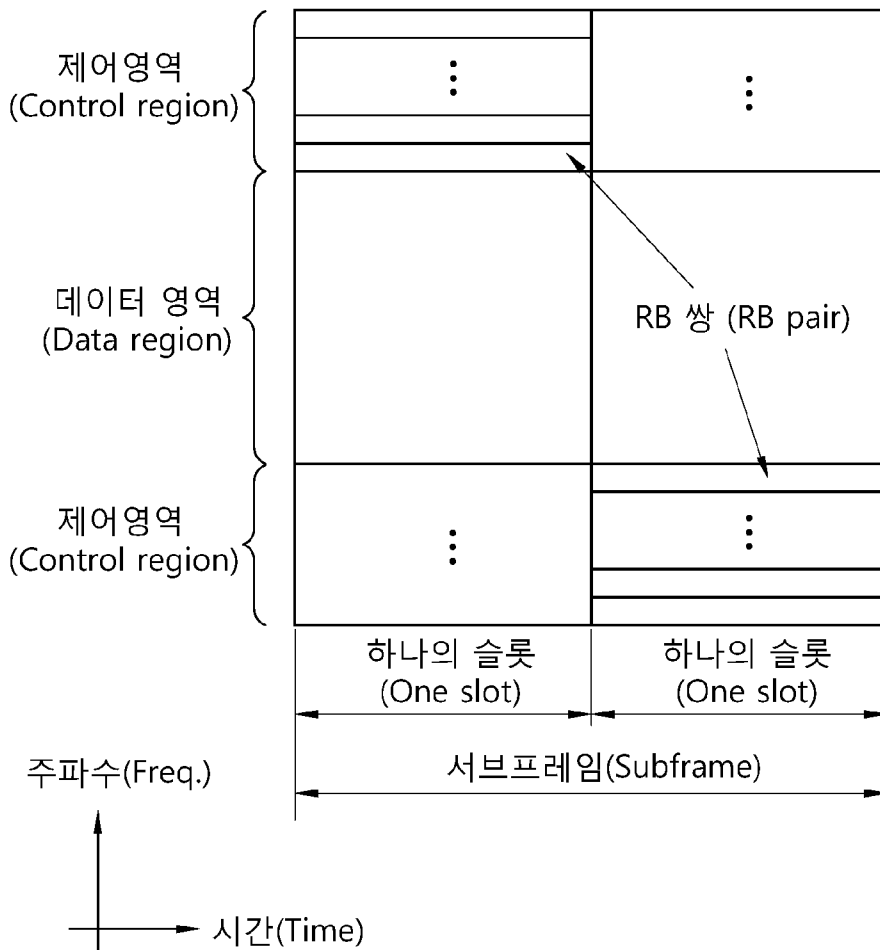 제어영역
(Control region)
데이터 영역
(Data region)
RB 쌍 (RB pair)
제어영역
(Control region)
하나의 슬롯
(One slot)
하나의 슬롯
(One slot)
서브프레임(Subframe)
주파수(Freq.)
시간(Time)